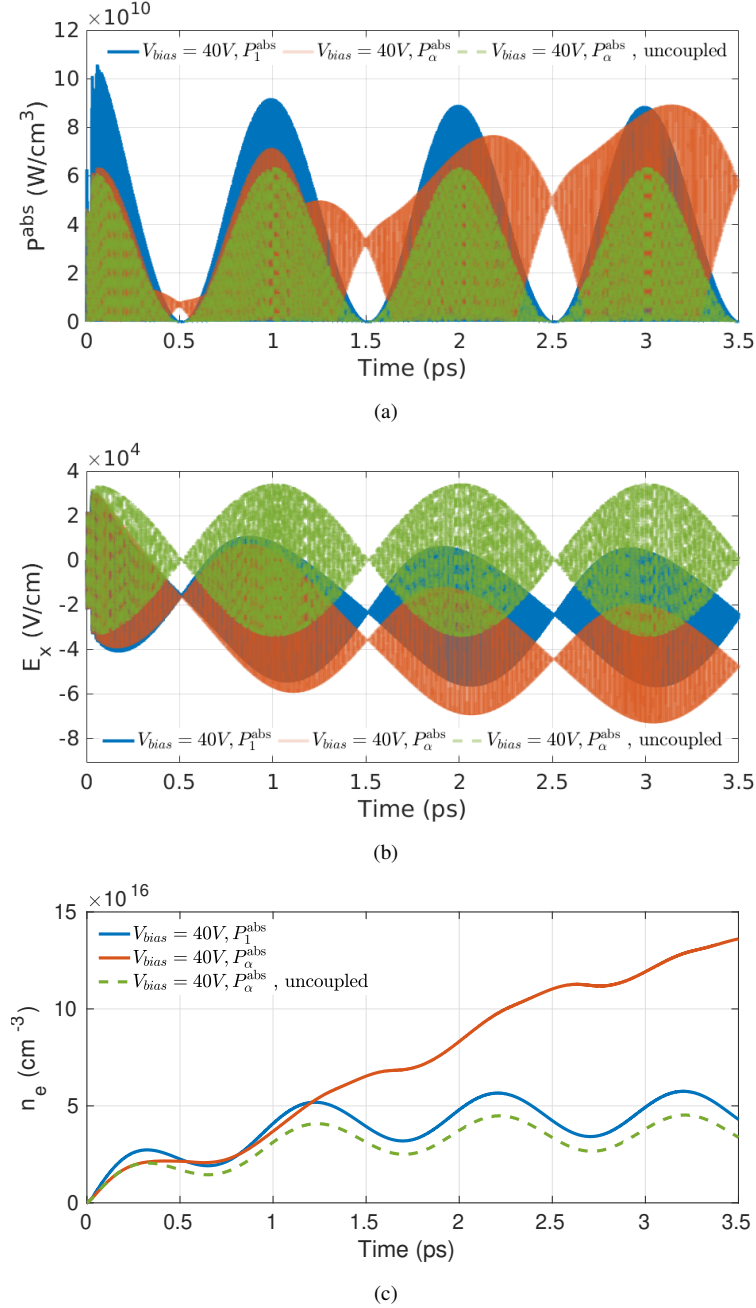 ×10^10
V_bias = 40V, P_1^abs V_bias = 40V, P_α^abs V_bias = 40V, P_α^abs , uncoupled
12
10
8
6
4
2
0
P^abs (W/cm^3)
0 0.5 1 1.5 2 2.5 3 3.5
Time (ps)
(a)
×10^4
4
2
0
-2
-4
-6
-8
E_x (V/cm)
V_bias = 40V, P_1^abs V_bias = 40V, P_α^abs V_bias = 40V, P_α^abs , uncoupled
0 0.5 1 1.5 2 2.5 3 3.5
Time (ps)
(b)
×10^16
15
10
5
0
n_e (cm^-3)
V_bias = 40V, P_1^abs
V_bias = 40V, P_α^abs
V_bias = 40V, P_α^abs , uncoupled
0 0.5 1 1.5 2 2.5 3 3.5
Time (ps)
(c)